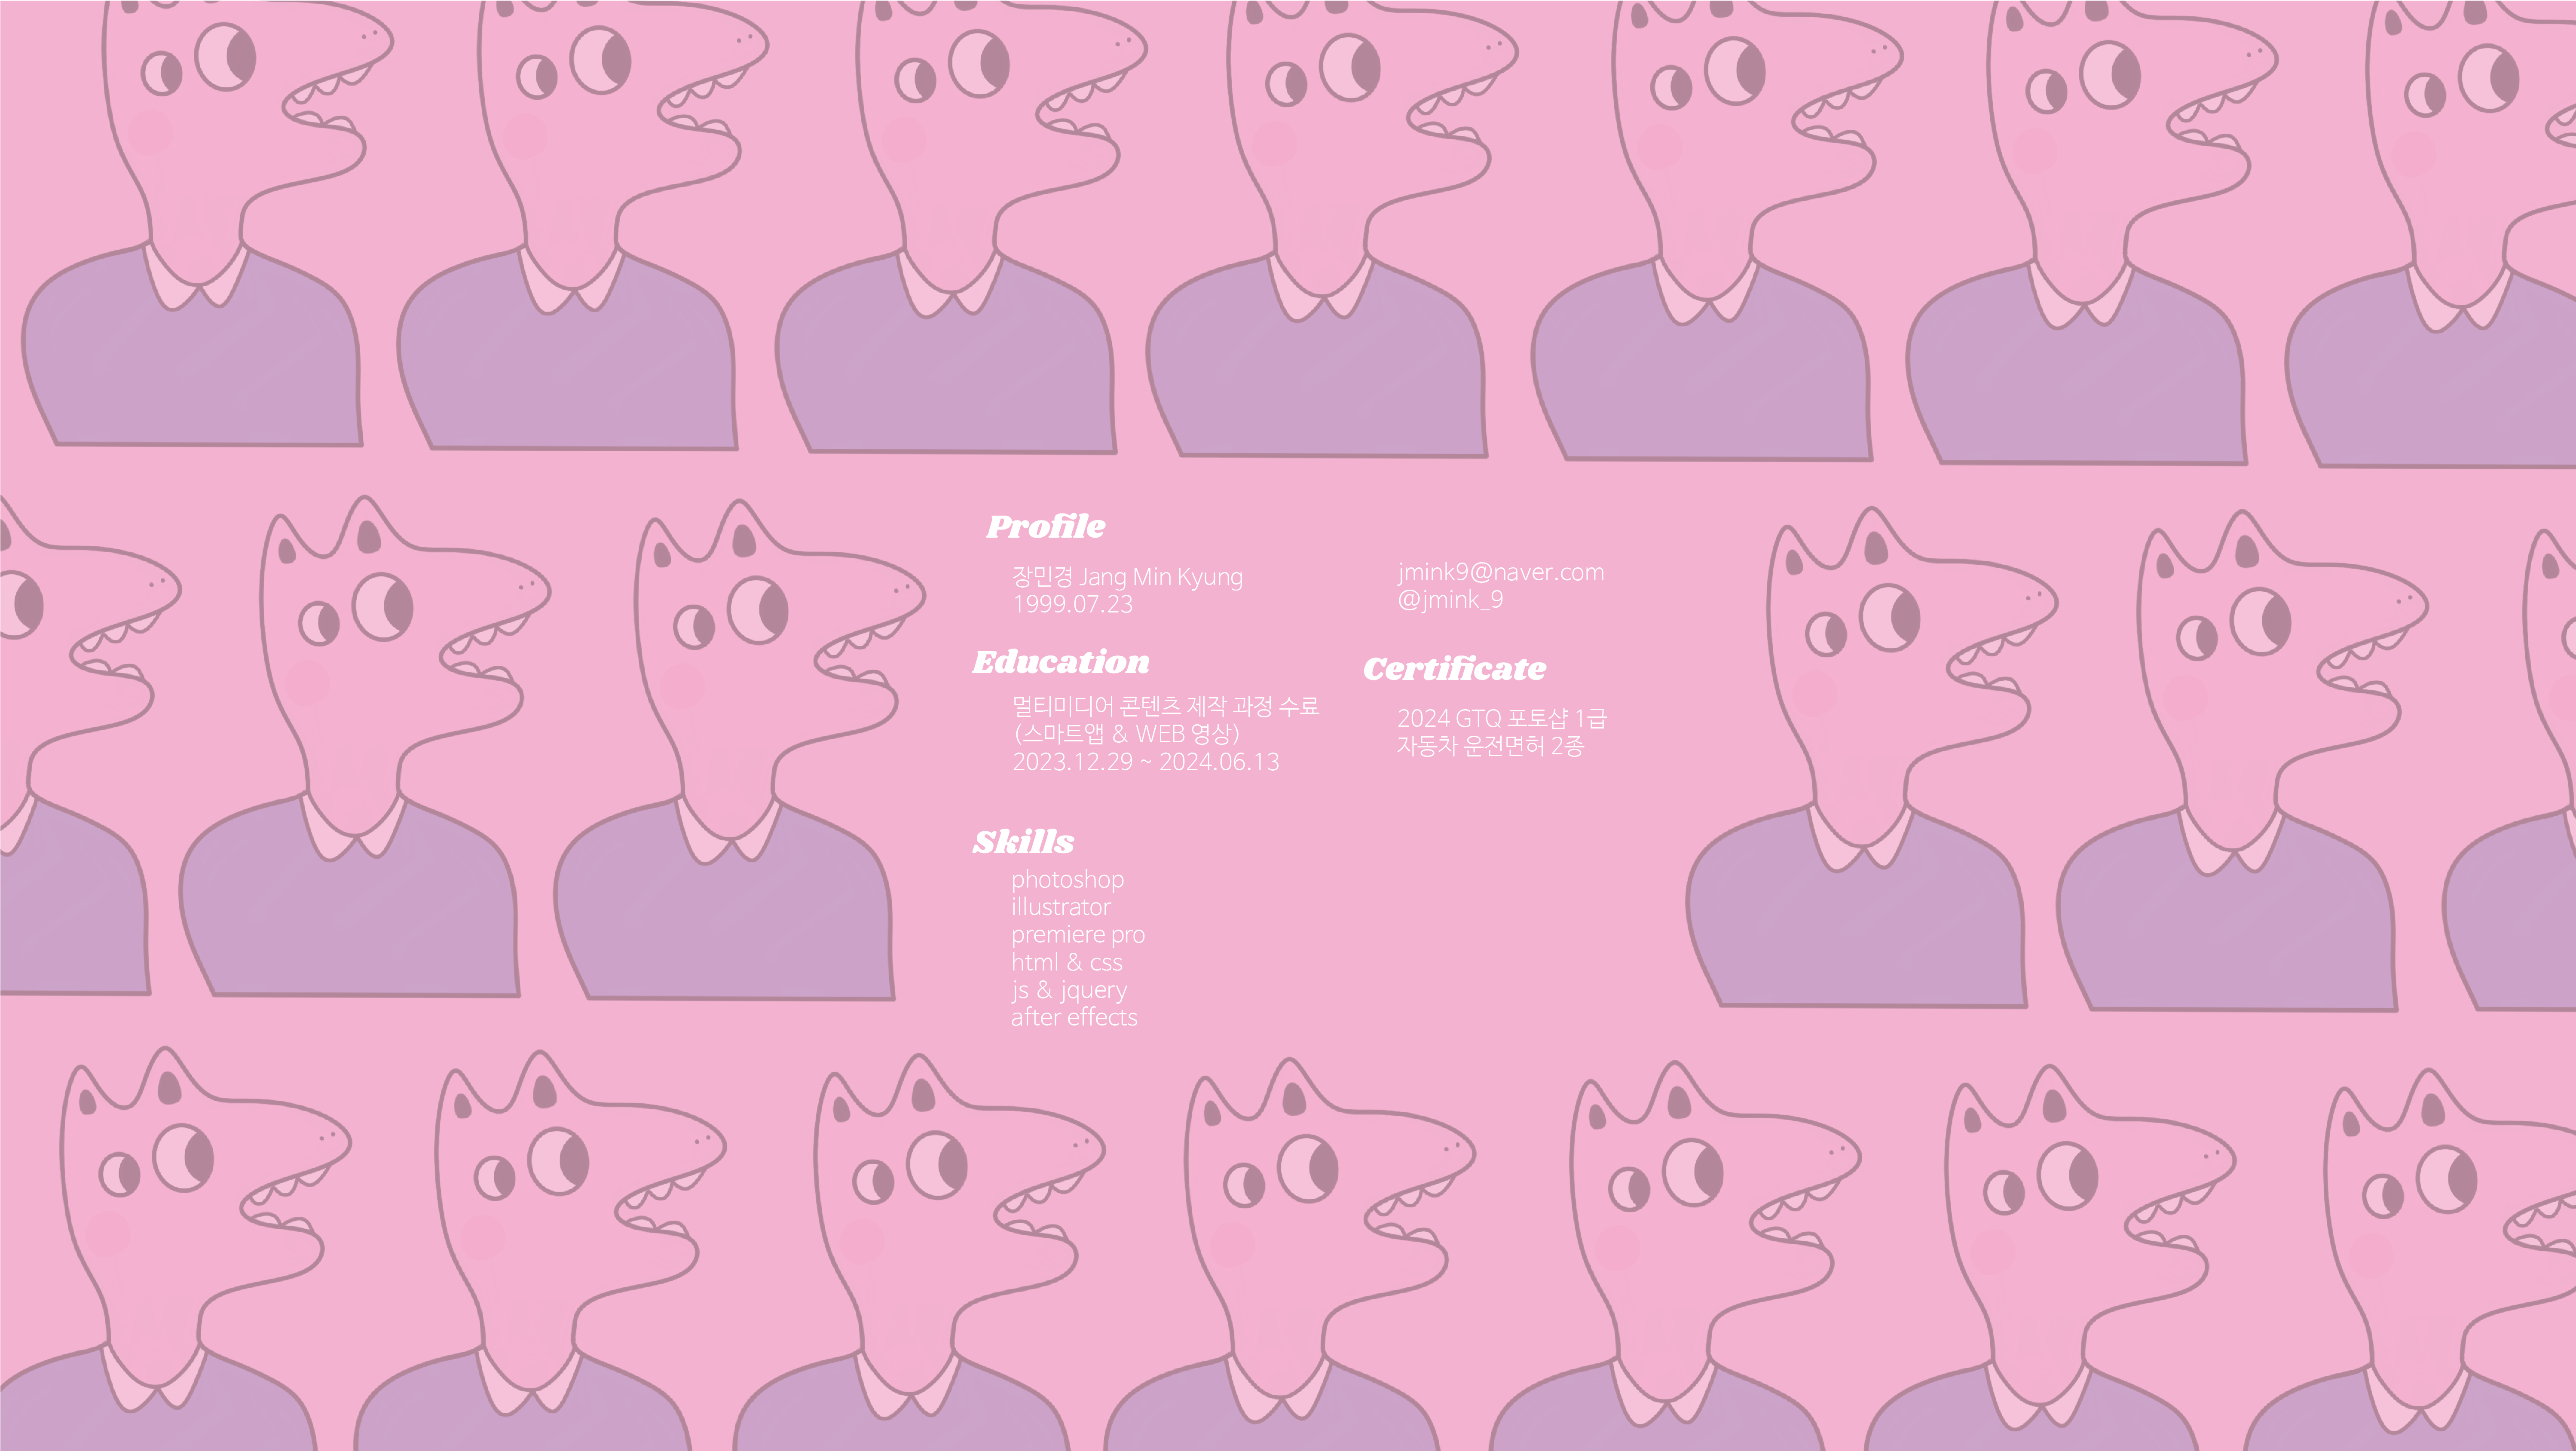 Profile
장민경 Jang Min Kyung
1999.07.23
jmink9@naver.com
@jmink_9
Education
멀티미디어 콘텐츠 제작 과정 수료
(스마트앱 & WEB 영상)
2023.12.29 ~ 2024.06.13
Certificate
2024 GTQ 포토샵 1급
자동차 운전면허 2종
Skills
photoshop
illustrator
premiere pro
html & css
js & jquery
after effects